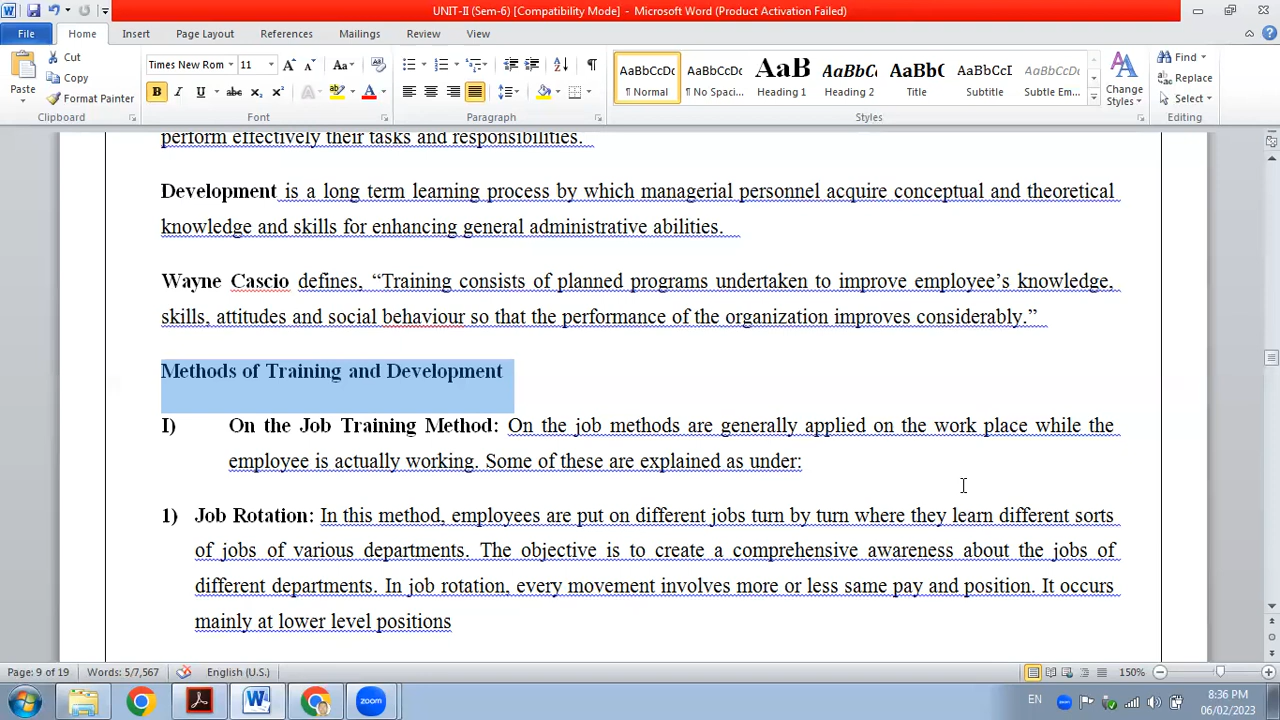 UNIT-II (Sem-6) [Compatibility Mode] - Microsoft Word (Product Activation Failed)
File Home Insert Page Layout References Mailings Review View
Paste
Cut
Copy
Format Painter
Clipboard
Times New Rom 11
Font
Paragraph
AaBbCcDc ¶ Normal
AaBbCcDc ¶ No Spaci...
AaB Heading 1
AaBbC Heading 2
AaBb( Title
AaBbCcI Subtitle
AaBbCcDc Subtle Em...
Change Styles
Styles
Find
Replace
Select
Editing
perform effectively their tasks and responsibilities.
Development is a long term learning process by which managerial personnel acquire conceptual and theoretical
knowledge and skills for enhancing general administrative abilities.
Wayne Cascio defines, “Training consists of planned programs undertaken to improve employee’s knowledge,
skills, attitudes and social behaviour so that the performance of the organization improves considerably.”
Methods of Training and Development
I) On the Job Training Method: On the job methods are generally applied on the work place while the
employee is actually working. Some of these are explained as under:
1) Job Rotation: In this method, employees are put on different jobs turn by turn where they learn different sorts
of jobs of various departments. The objective is to create a comprehensive awareness about the jobs of
different departments. In job rotation, every movement involves more or less same pay and position. It occurs
mainly at lower level positions
Page: 9 of 19 Words: 5/7,567 English (U.S.) 150%
EN 8:36 PM
06/02/2023
zoom